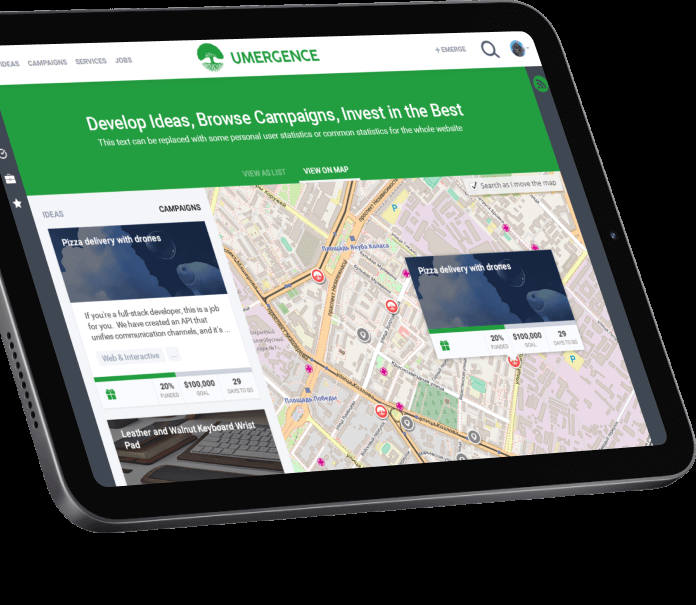 IDEAS CAMPAIGNS SERVICES JOBS
UMERGENCE
+ EMERGE
Develop Ideas, Browse Campaigns, Invest in the Best
This text can be replaced with some personal user statistics or common statistics for the whole website
VIEW AS LIST VIEW ON MAP
IDEAS CAMPAIGNS
✓ Search as I move the map
Pizza delivery with drones
If you're a full-stack developer, this is a job
for you. We have created an API that
unifies communication channels, and it's ...
Web & Interactive ...
20% $100,000 29
FUNDED GOAL DAYS TO GO
Leather and Walnut Keyboard Wrist
Pad
Площадь Якуба Коласа
P
Pizza delivery with drones
20% $100,000 29
FUNDED GOAL DAYS TO GO
P
Площадь Победы